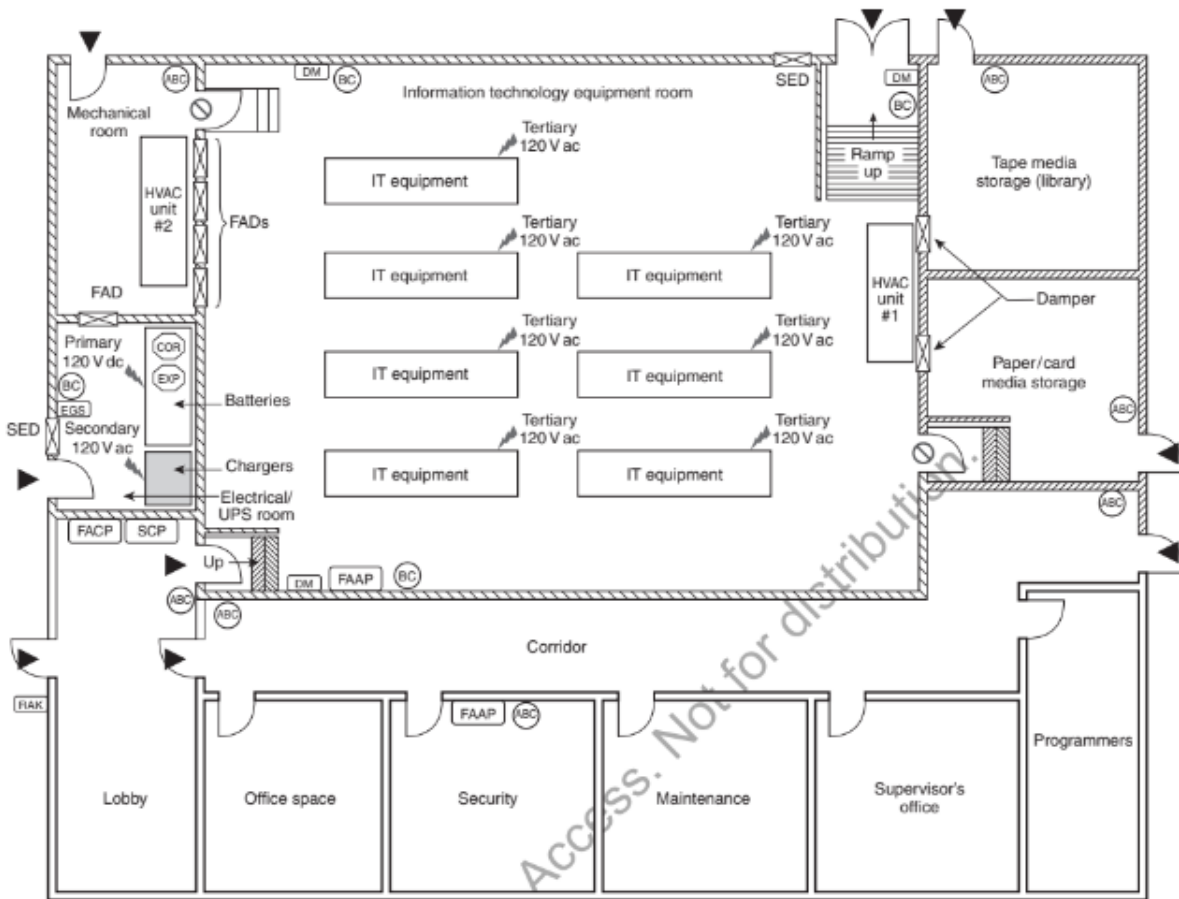 ABC
DM
BC
Information technology equipment room
SED
DM
BC
ABC
Mechanical
room
HVAC
unit
#2
FADs
FAD
Tertiary
120 V ac
IT equipment
Ramp
up
Tape media
storage (library)
Tertiary
120 V ac
IT equipment
Tertiary
120 V ac
IT equipment
HVAC
unit
#1
Damper
Primary
120 V dc
COR
EXP
BC
Batteries
EGS
SED
Secondary
120 V ac
Chargers
Electrical/
UPS room
Tertiary
120 V ac
IT equipment
Tertiary
120 V ac
IT equipment
Paper/card
media storage
ABC
Tertiary
120 V ac
IT equipment
Tertiary
120 V ac
IT equipment
ABC
FACP
SCP
Up
DM
FAAP
BC
ABC
ABC
Corridor
FAAP
ABC
Programmers
Lobby
Office space
Security
Maintenance
Supervisor's
office
Access. Not for distribution.